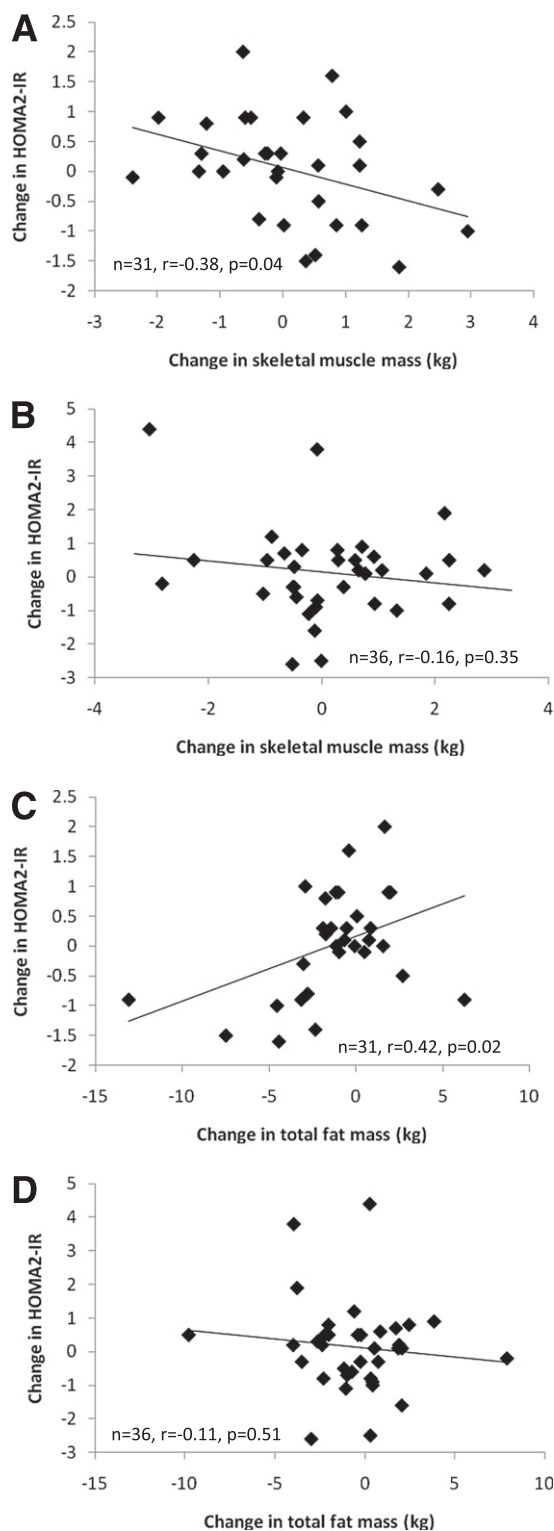 A
2.5
2
1.5
1
0.5
0
-0.5
-1
-1.5
-2
Change in HOMA2-IR
n=31, r=-0.38, p=0.04
-3 -2 -1 0 1 2 3 4
Change in skeletal muscle mass (kg)
B
5
4
3
2
1
0
-1
-2
-3
Change in HOMA2-IR
n=36, r=-0.16, p=0.35
-4 -2 0 2 4
Change in skeletal muscle mass (kg)
C
2.5
2
1.5
1
0.5
0
-0.5
-1
-1.5
-2
Change in HOMA2-IR
n=31, r=0.42, p=0.02
-15 -10 -5 0 5 10
Change in total fat mass (kg)
D
5
4
3
2
1
0
-1
-2
-3
Change in HOMA2-IR
n=36, r=-0.11, p=0.51
-15 -10 -5 0 5 10
Change in total fat mass (kg)